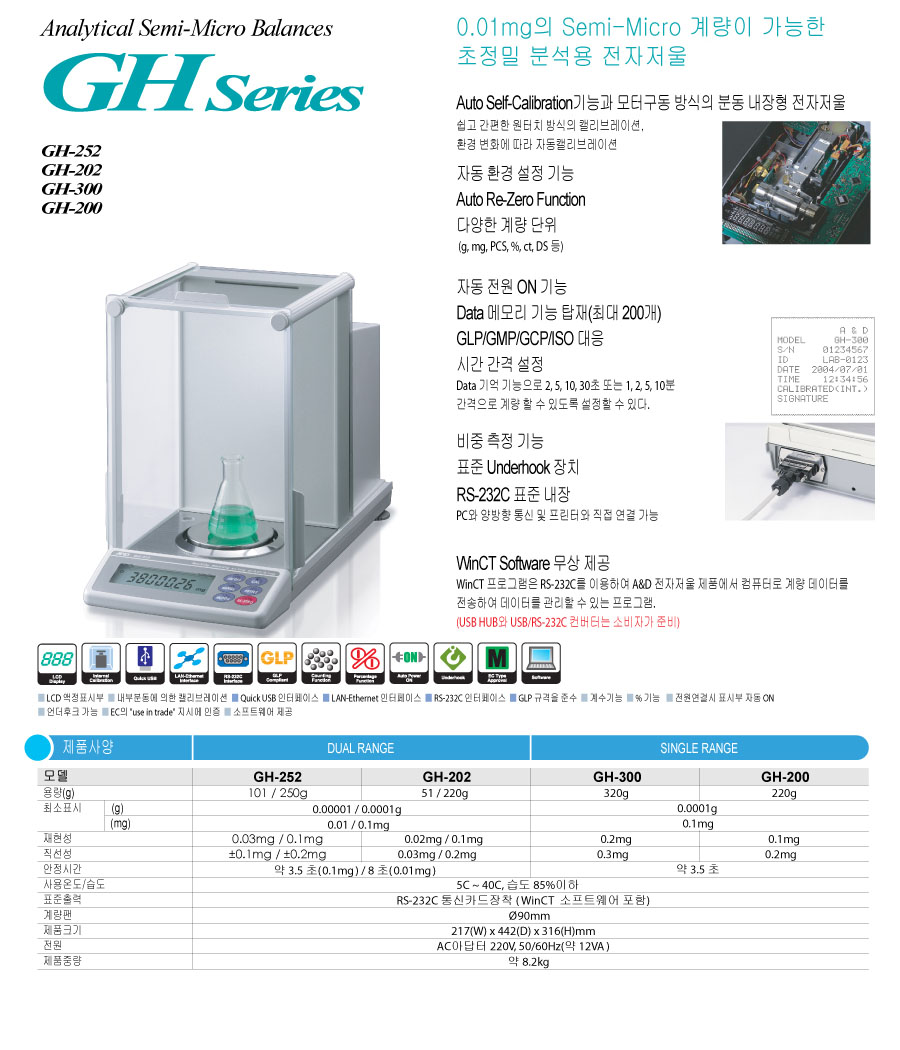 Analytical Semi-Micro Balances
GH Series
GH-252
GH-202
GH-300
GH-200
0.01mg의 Semi-Micro 계량이 가능한
초정밀 분석용 전자저울
Auto Self-Calibration기능과 모터구동 방식의 분동 내장형 전자저울
쉽고 간편한 원터치 방식의 캘리브레이션,
환경 변화에 따라 자동캘리브레이션
자동 환경 설정 기능
Auto Re-Zero Function
다양한 계량 단위
(g, mg, PCS, %, ct, DS 등)
자동 전원 ON 기능
Data 메모리 기능 탑재(최대 200개)
GLP/GMP/GCP/ISO 대응
시간 간격 설정
Data 기억 기능으로 2, 5, 10, 30초 또는 1, 2, 5, 10분
간격으로 계량 할 수 있도록 설정할 수 있다.
A & D
MODEL GH-300
S/N 01234567
ID LAB-0123
DATE 2004/07/01
TIME 12:34:56
CALIBRATED(INT.)
SIGNATURE
비중 측정 기능
표준 Underhook 장치
RS-232C 표준 내장
PC와 양방향 통신 및 프린터와 직접 연결 가능
WinCT Software 무상 제공
WinCT 프로그램은 RS-232C를 이용하여 A&D 전자저울 제품에서 컴퓨터로 계량 데이터를
전송하여 데이터를 관리할 수 있는 프로그램.
(USB HUB와 USB/RS-232C 컨버터는 소비자가 준비)
380.0026 mg
888 GLP % ON M
LCD Display Internal Calibration Quick USB LAN-Ethernet Interface RS-232C Interface GLP Compliant Counting Function Percentage Function Auto Power ON Underhook EC Type Approval Software
LCD 액정표시부 내부분동에 의한 캘리브레이션 Quick USB 인터페이스 LAN-Ethernet 인터페이스 RS-232C 인터페이스 GLP 규격을 준수 계수기능 % 기능 전원연결시 표시부 자동 ON
언더후크 가능 EC의 "use in trade" 지시에 인증 소프트웨어 제공
제품사양 DUAL RANGE SINGLE RANGE
모델 GH-252 GH-202 GH-300 GH-200
용량(g) 101 / 250g 51 / 220g 320g 220g
최소표시 (g) 0.00001 / 0.0001g 0.0001g
(mg) 0.01 / 0.1mg 0.1mg
재현성 0.03mg / 0.1mg 0.02mg / 0.1mg 0.2mg 0.1mg
직선성 ±0.1mg / ±0.2mg 0.03mg / 0.2mg 0.3mg 0.2mg
안정시간 약 3.5 초(0.1mg) / 8 초(0.01mg) 약 3.5 초
사용온도/습도 5C ~ 40C, 습도 85%이하
표준출력 RS-232C 통신카드장착 ( WinCT 소프트웨어 포함)
계량팬 Ø90mm
제품크기 217(W) x 442(D) x 316(H)mm
전원 AC아답터 220V, 50/60Hz(약 12VA )
제품중량 약 8.2kg